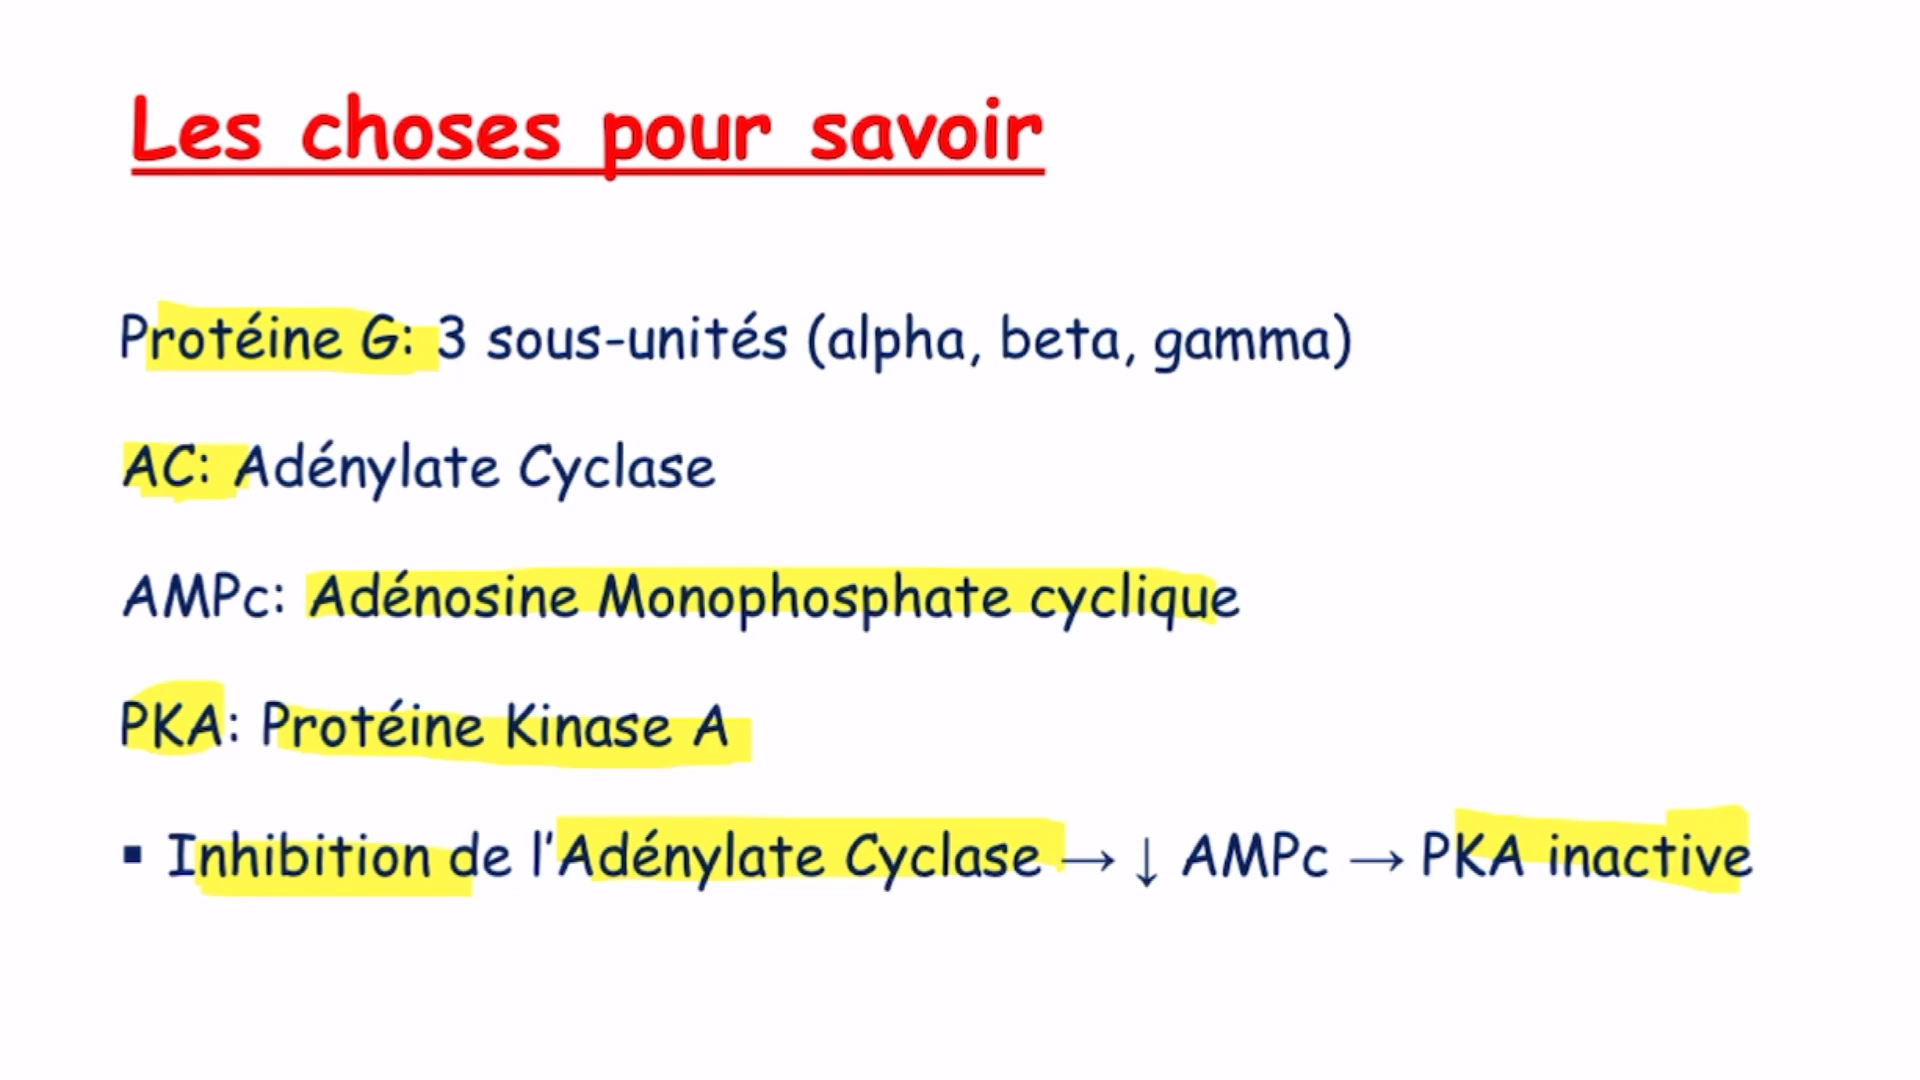 Les choses pour savoir
Protéine G: 3 sous-unités (alpha, beta, gamma)
AC: Adénylate Cyclase
AMPc: Adénosine Monophosphate cyclique
PKA: Protéine Kinase A
▪ Inhibition de l'Adénylate Cyclase → ↓ AMPc → PKA inactive